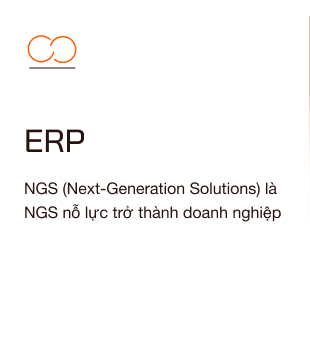 ERP
NGS (Next-Generation Solutions) là
NGS nỗ lực trở thành doanh nghiệp